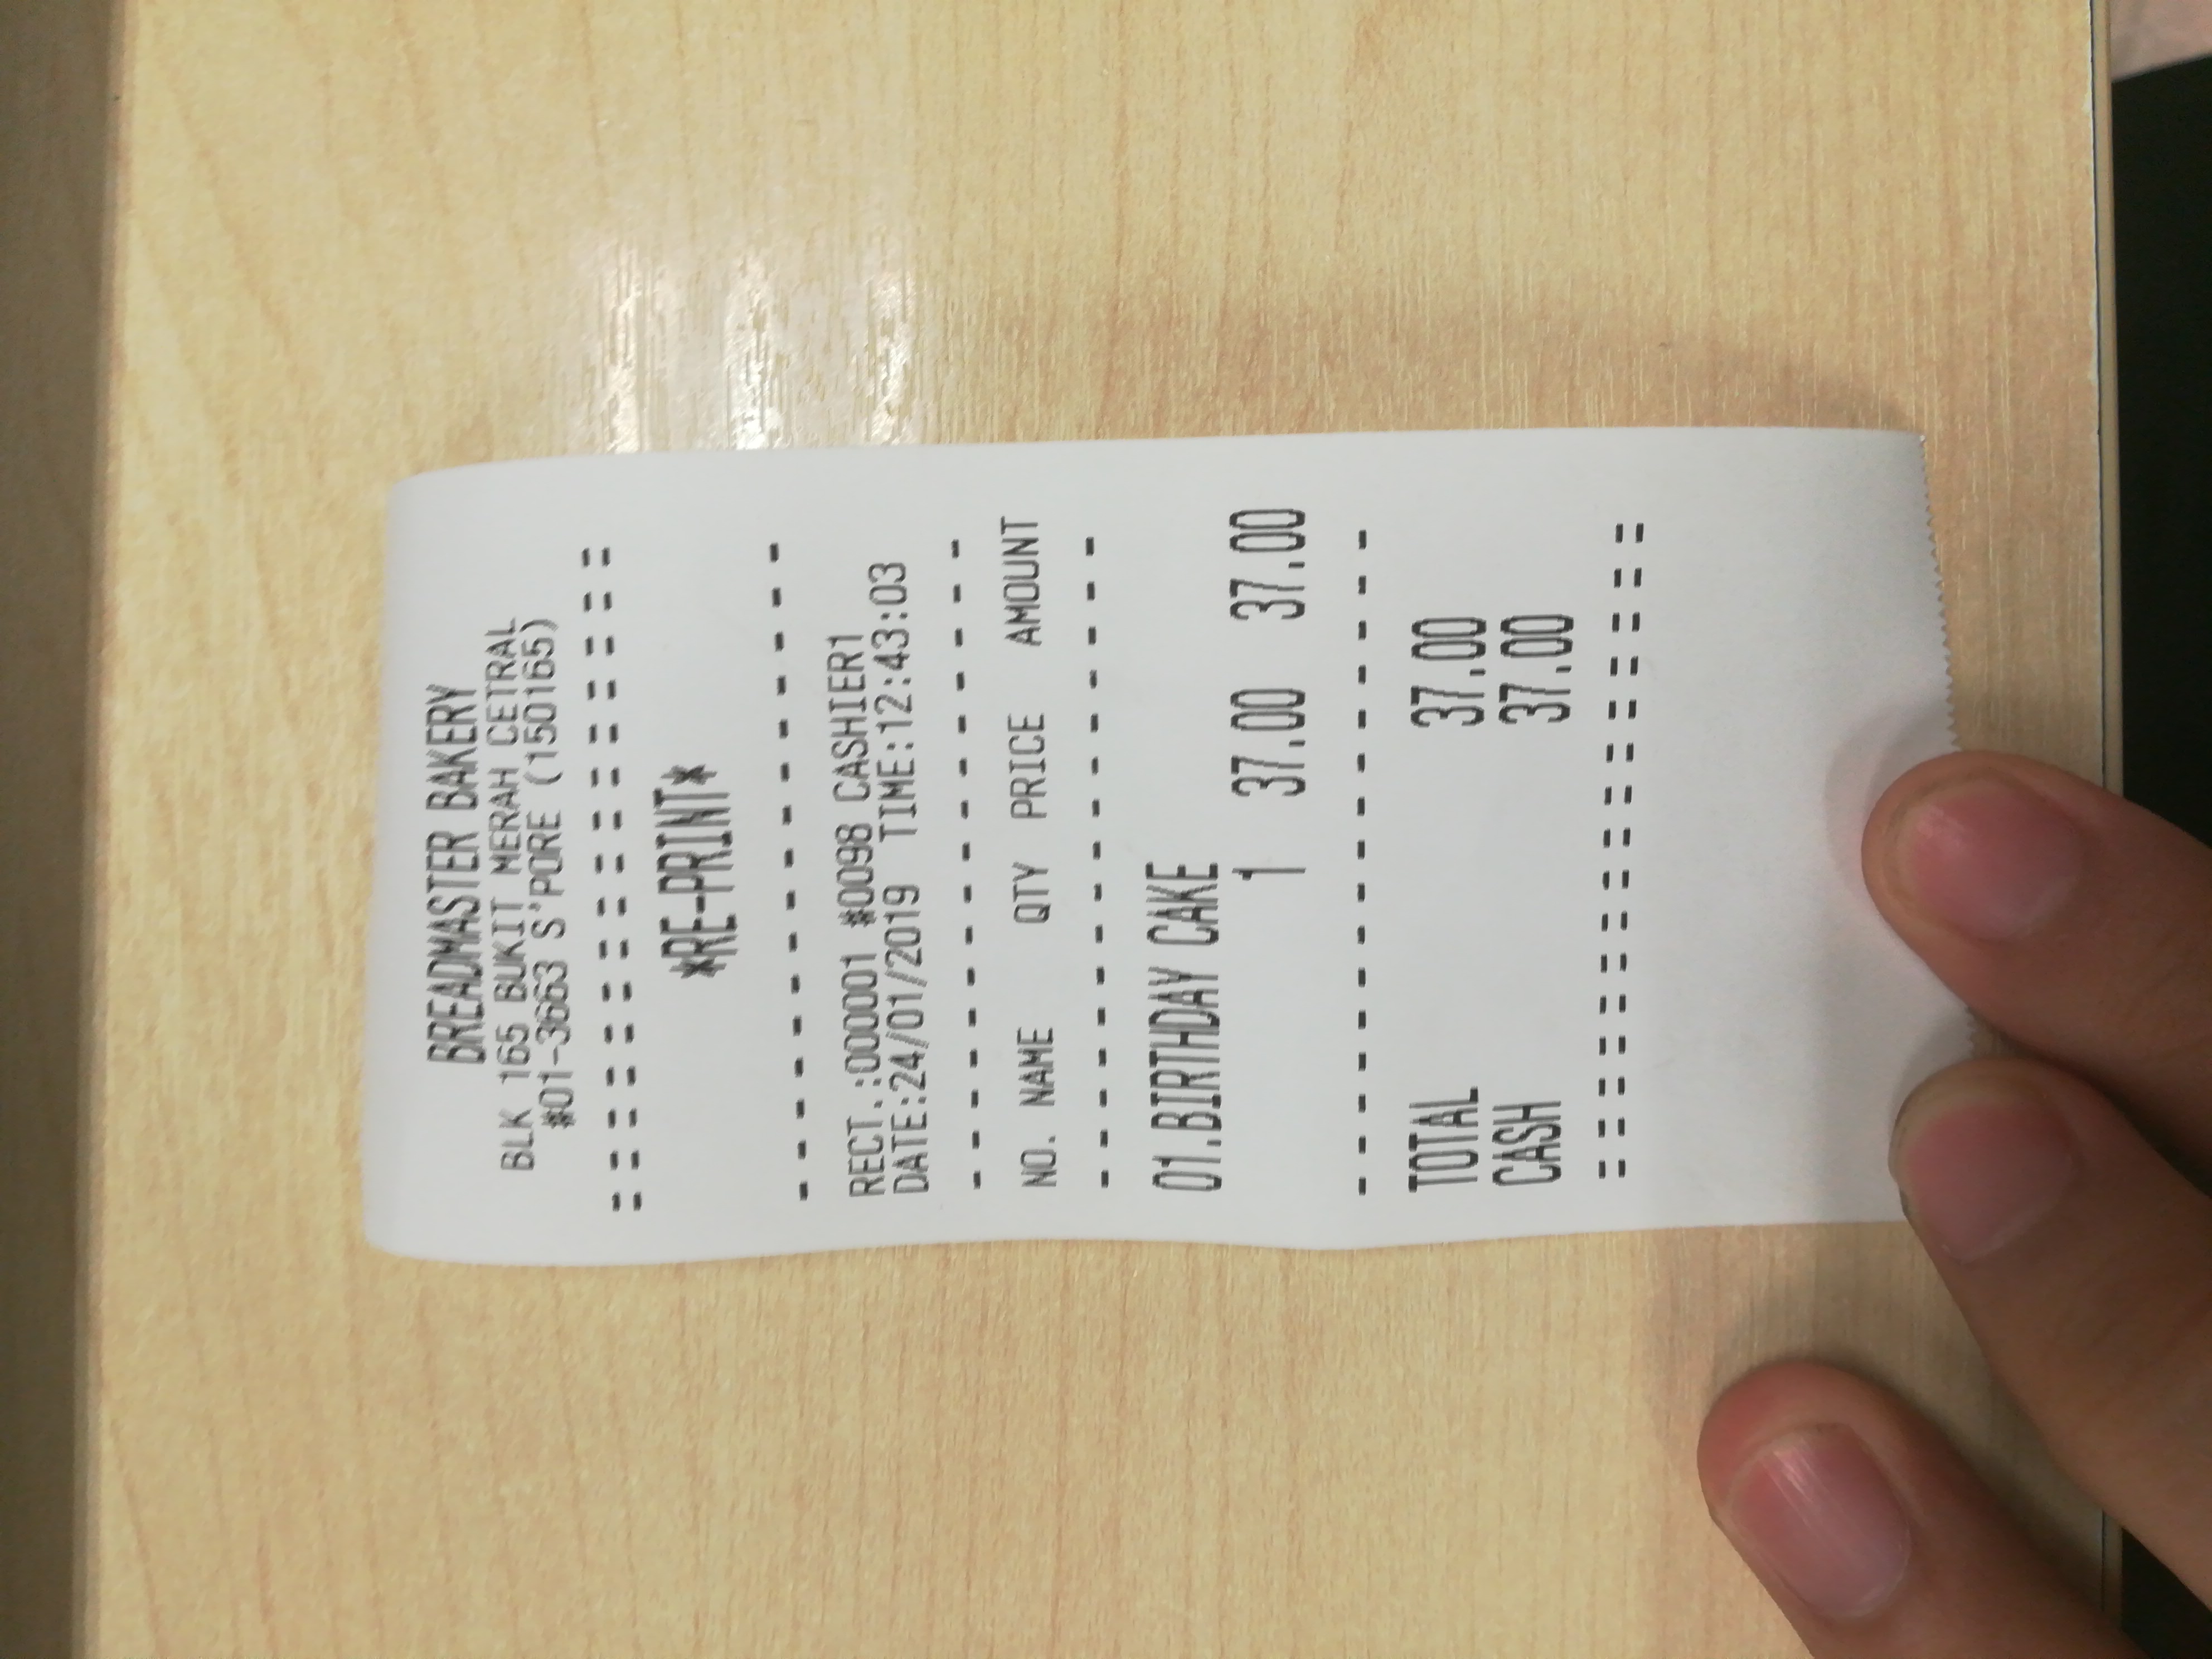 BREADMASTER BAKERY
BLK 165 BUKIT MERAH CETRAL
#01-3663 S'PORE (150165)
===============
*RE-PRINT*
- - - - - - - - - - - - - - - -
RECT.:000001 #0098 CASHIER1
DATE:24/01/2019 TIME:12:43:03
- - - - - - - - - - - - - - - -
NO. NAME QTY PRICE AMOUNT
- - - - - - - - - - - - - - - -
01.BIRTHDAY CAKE
1 37.00 37.00
- - - - - - - - - - - - - - - -
TOTAL 37.00
CASH 37.00
================